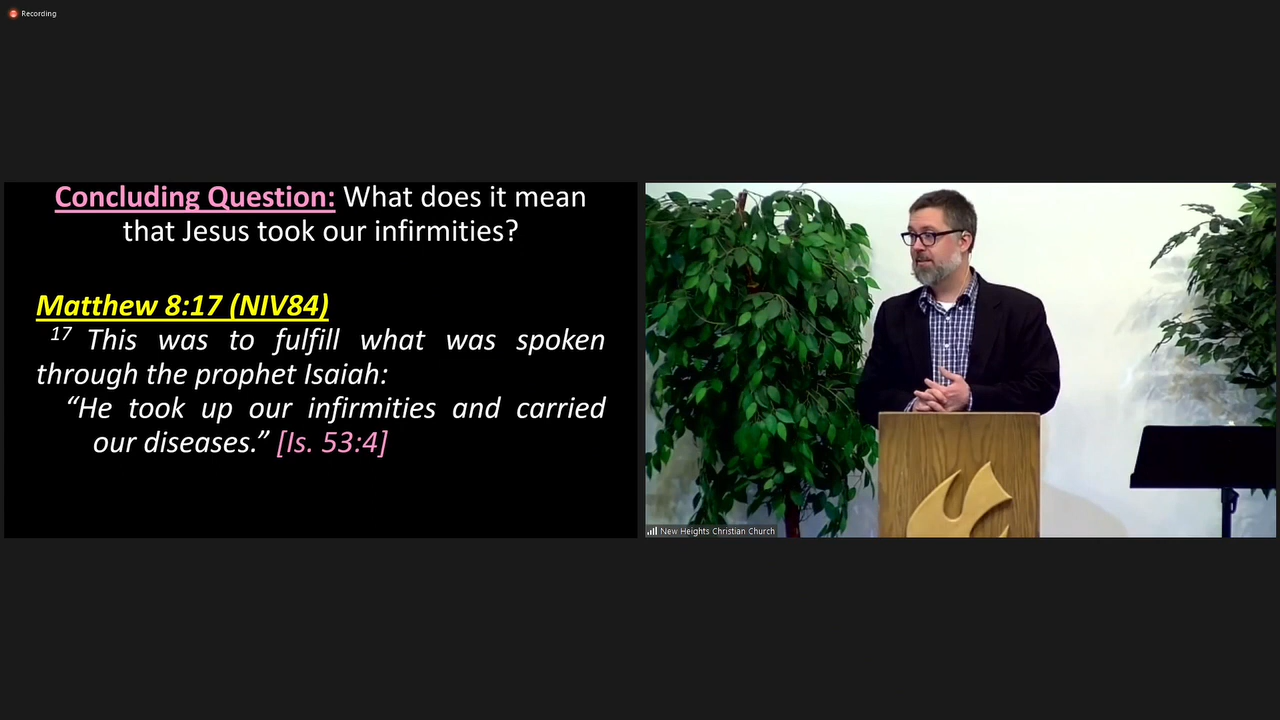 Recording
Concluding Question: What does it mean
that Jesus took our infirmities?
Matthew 8:17 (NIV84)
17 This was to fulfill what was spoken
through the prophet Isaiah:
“He took up our infirmities and carried
our diseases.” [Is. 53:4]
New Heights Christian Church